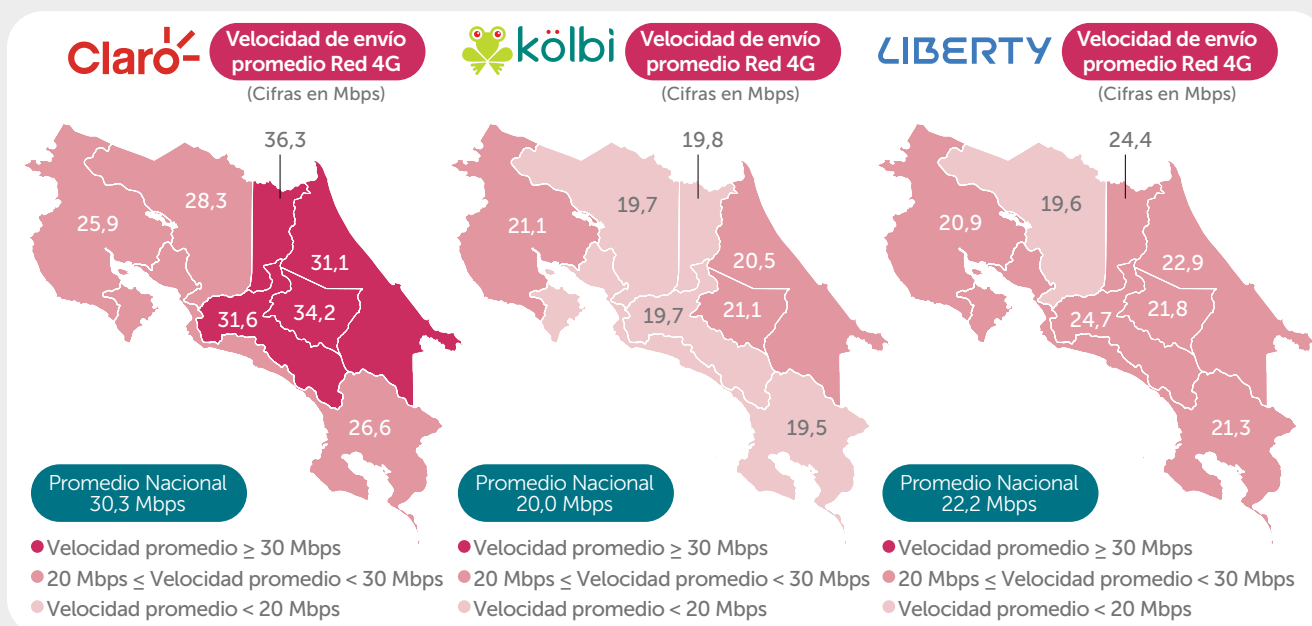 Claro
Velocidad de envío
promedio Red 4G
(Cifras en Mbps)
36,3
28,3
25,9
31,1
34,2
31,6
26,6
Promedio Nacional
30,3 Mbps
Velocidad promedio ≥ 30 Mbps
20 Mbps ≤ Velocidad promedio < 30 Mbps
Velocidad promedio < 20 Mbps
kölbi
Velocidad de envío
promedio Red 4G
(Cifras en Mbps)
19,8
19,7
21,1
20,5
21,1
19,7
19,5
Promedio Nacional
20,0 Mbps
Velocidad promedio ≥ 30 Mbps
20 Mbps ≤ Velocidad promedio < 30 Mbps
Velocidad promedio < 20 Mbps
LIBERTY
Velocidad de envío
promedio Red 4G
(Cifras en Mbps)
24,4
19,6
20,9
22,9
21,8
24,7
21,3
Promedio Nacional
22,2 Mbps
Velocidad promedio ≥ 30 Mbps
20 Mbps ≤ Velocidad promedio < 30 Mbps
Velocidad promedio < 20 Mbps